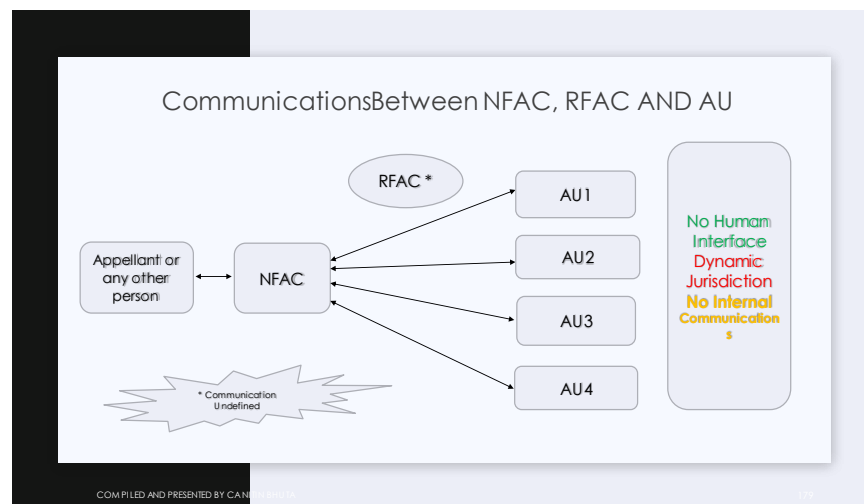 CommunicationsBetween NFAC, RFAC AND AU
RFAC *
AU1
AU2
AU3
AU4
Appellant or
any other
person
NFAC
No Human
Interface
Dynamic
Jurisdiction
No Internal
Communication
s
* Communication
Undefined
COMPILED AND PRESENTED BY CA
179